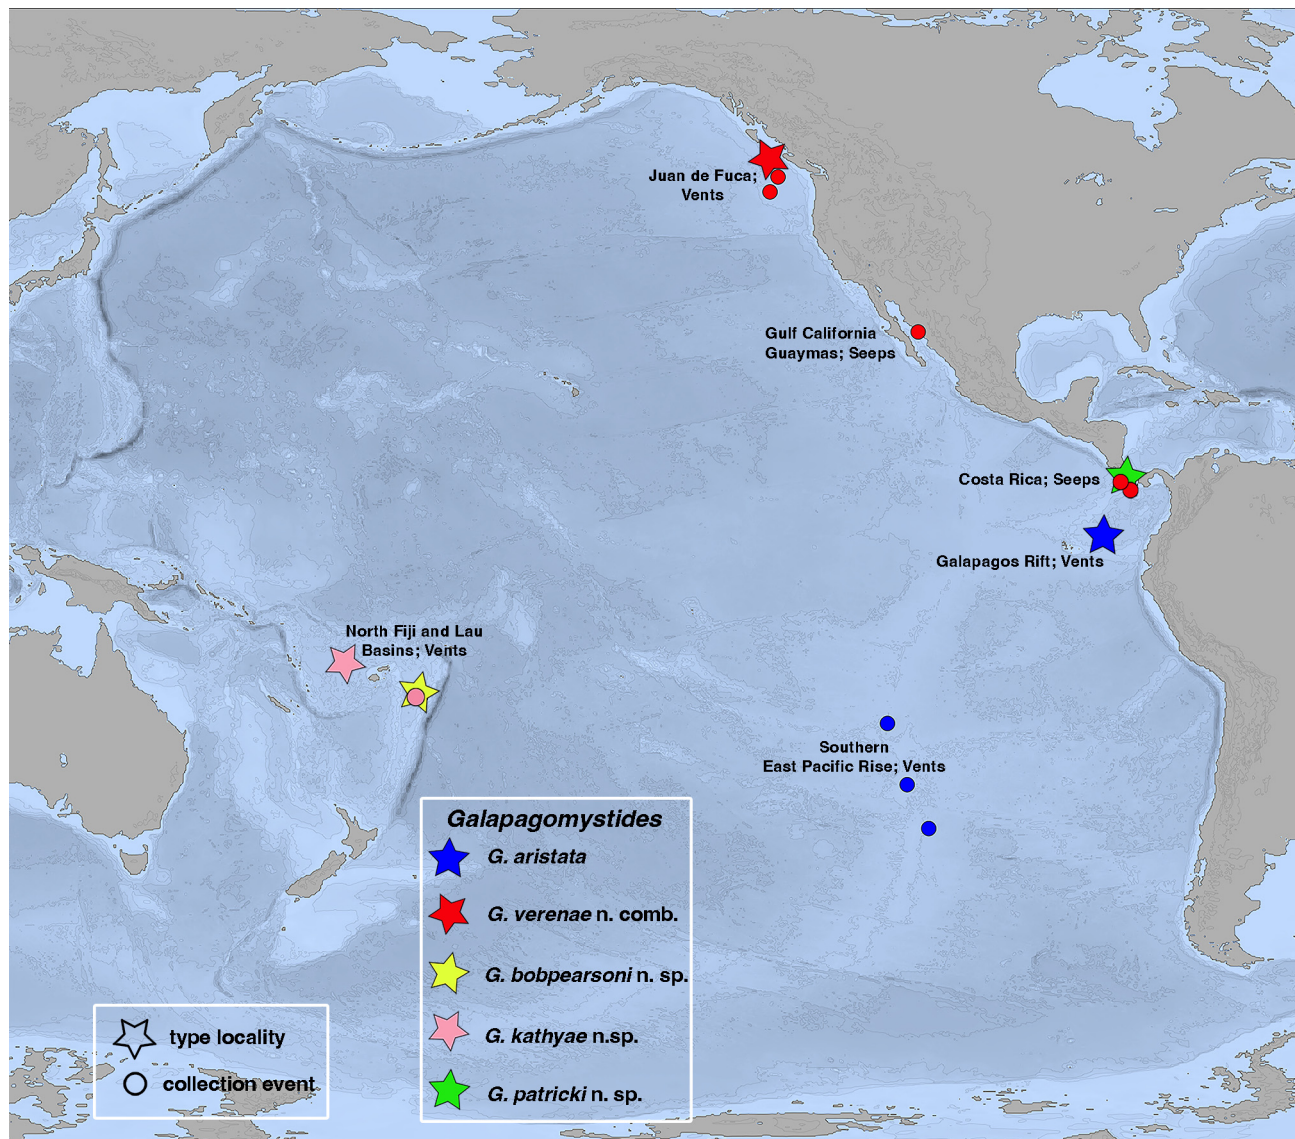 Juan de Fuca;
Vents
Gulf California
Guaymas; Seeps
Costa Rica; Seeps
Galapagos Rift; Vents
North Fiji and Lau
Basins; Vents
Southern
East Pacific Rise; Vents
Galapagomystides
G. aristata
G. verenae n. comb.
G. bobpearsoni n. sp.
G. kathyae n.sp.
G. patricki n. sp.
type locality
collection event